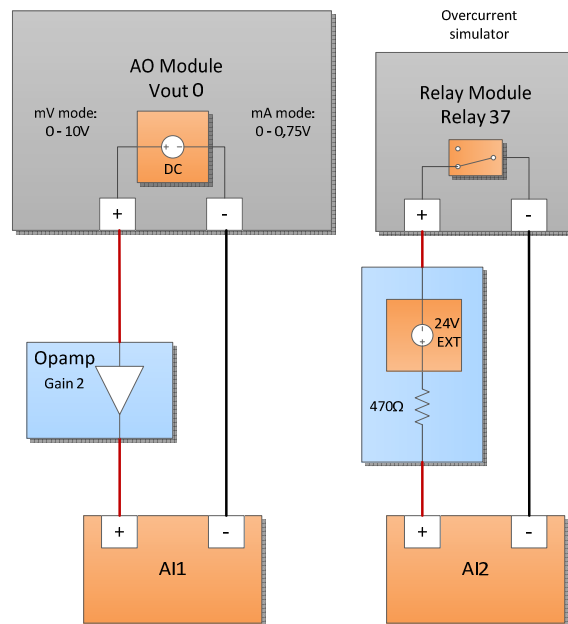 AO Module
Vout 0
mV mode:
0 - 10V
mA mode:
0 - 0,75V
+ -
DC
+
-
Opamp
Gain 2
+
-
AI1
Overcurrent
simulator
Relay Module
Relay 37
+
-
24V
EXT
470Ω
+
-
AI2